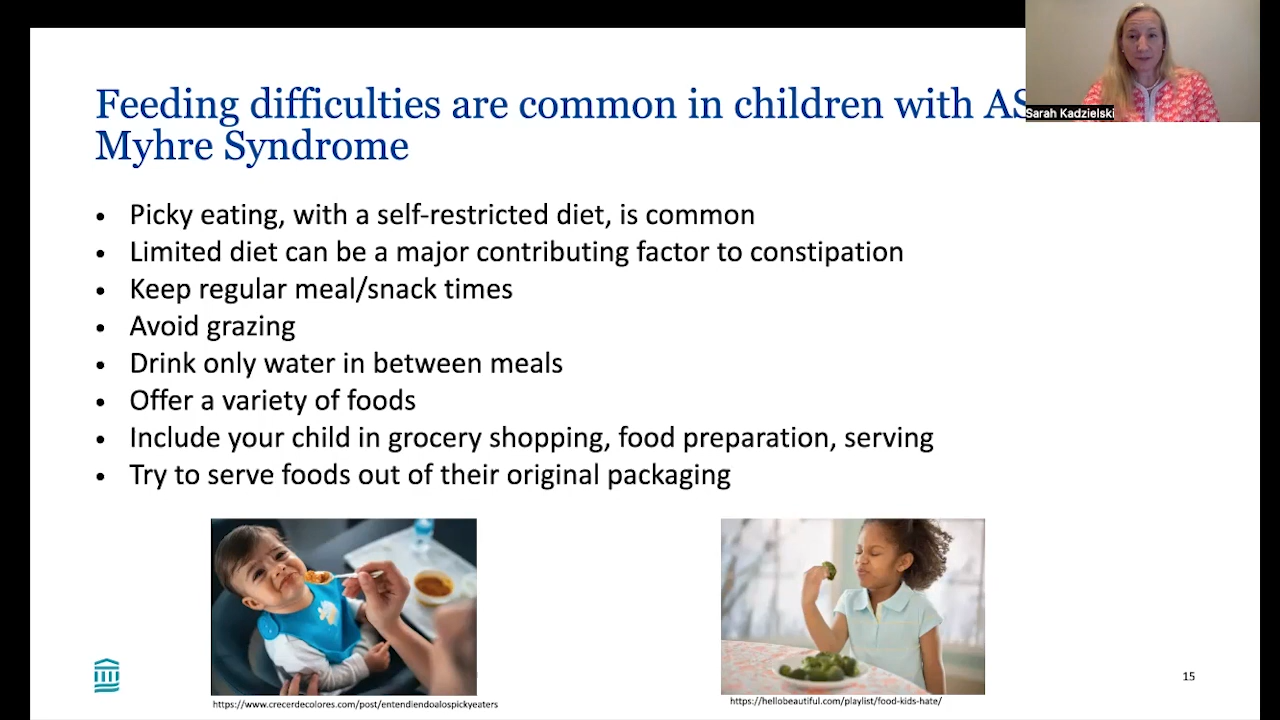 Feeding difficulties are common in children with AS
Myhre Syndrome
Sarah Kadzielski
• Picky eating, with a self-restricted diet, is common
• Limited diet can be a major contributing factor to constipation
• Keep regular meal/snack times
• Avoid grazing
• Drink only water in between meals
• Offer a variety of foods
• Include your child in grocery shopping, food preparation, serving
• Try to serve foods out of their original packaging
15
https://www.crecerdecolores.com/post/entendiendoalospickyeaters
https://hellobeautiful.com/playlist/food-kids-hate/